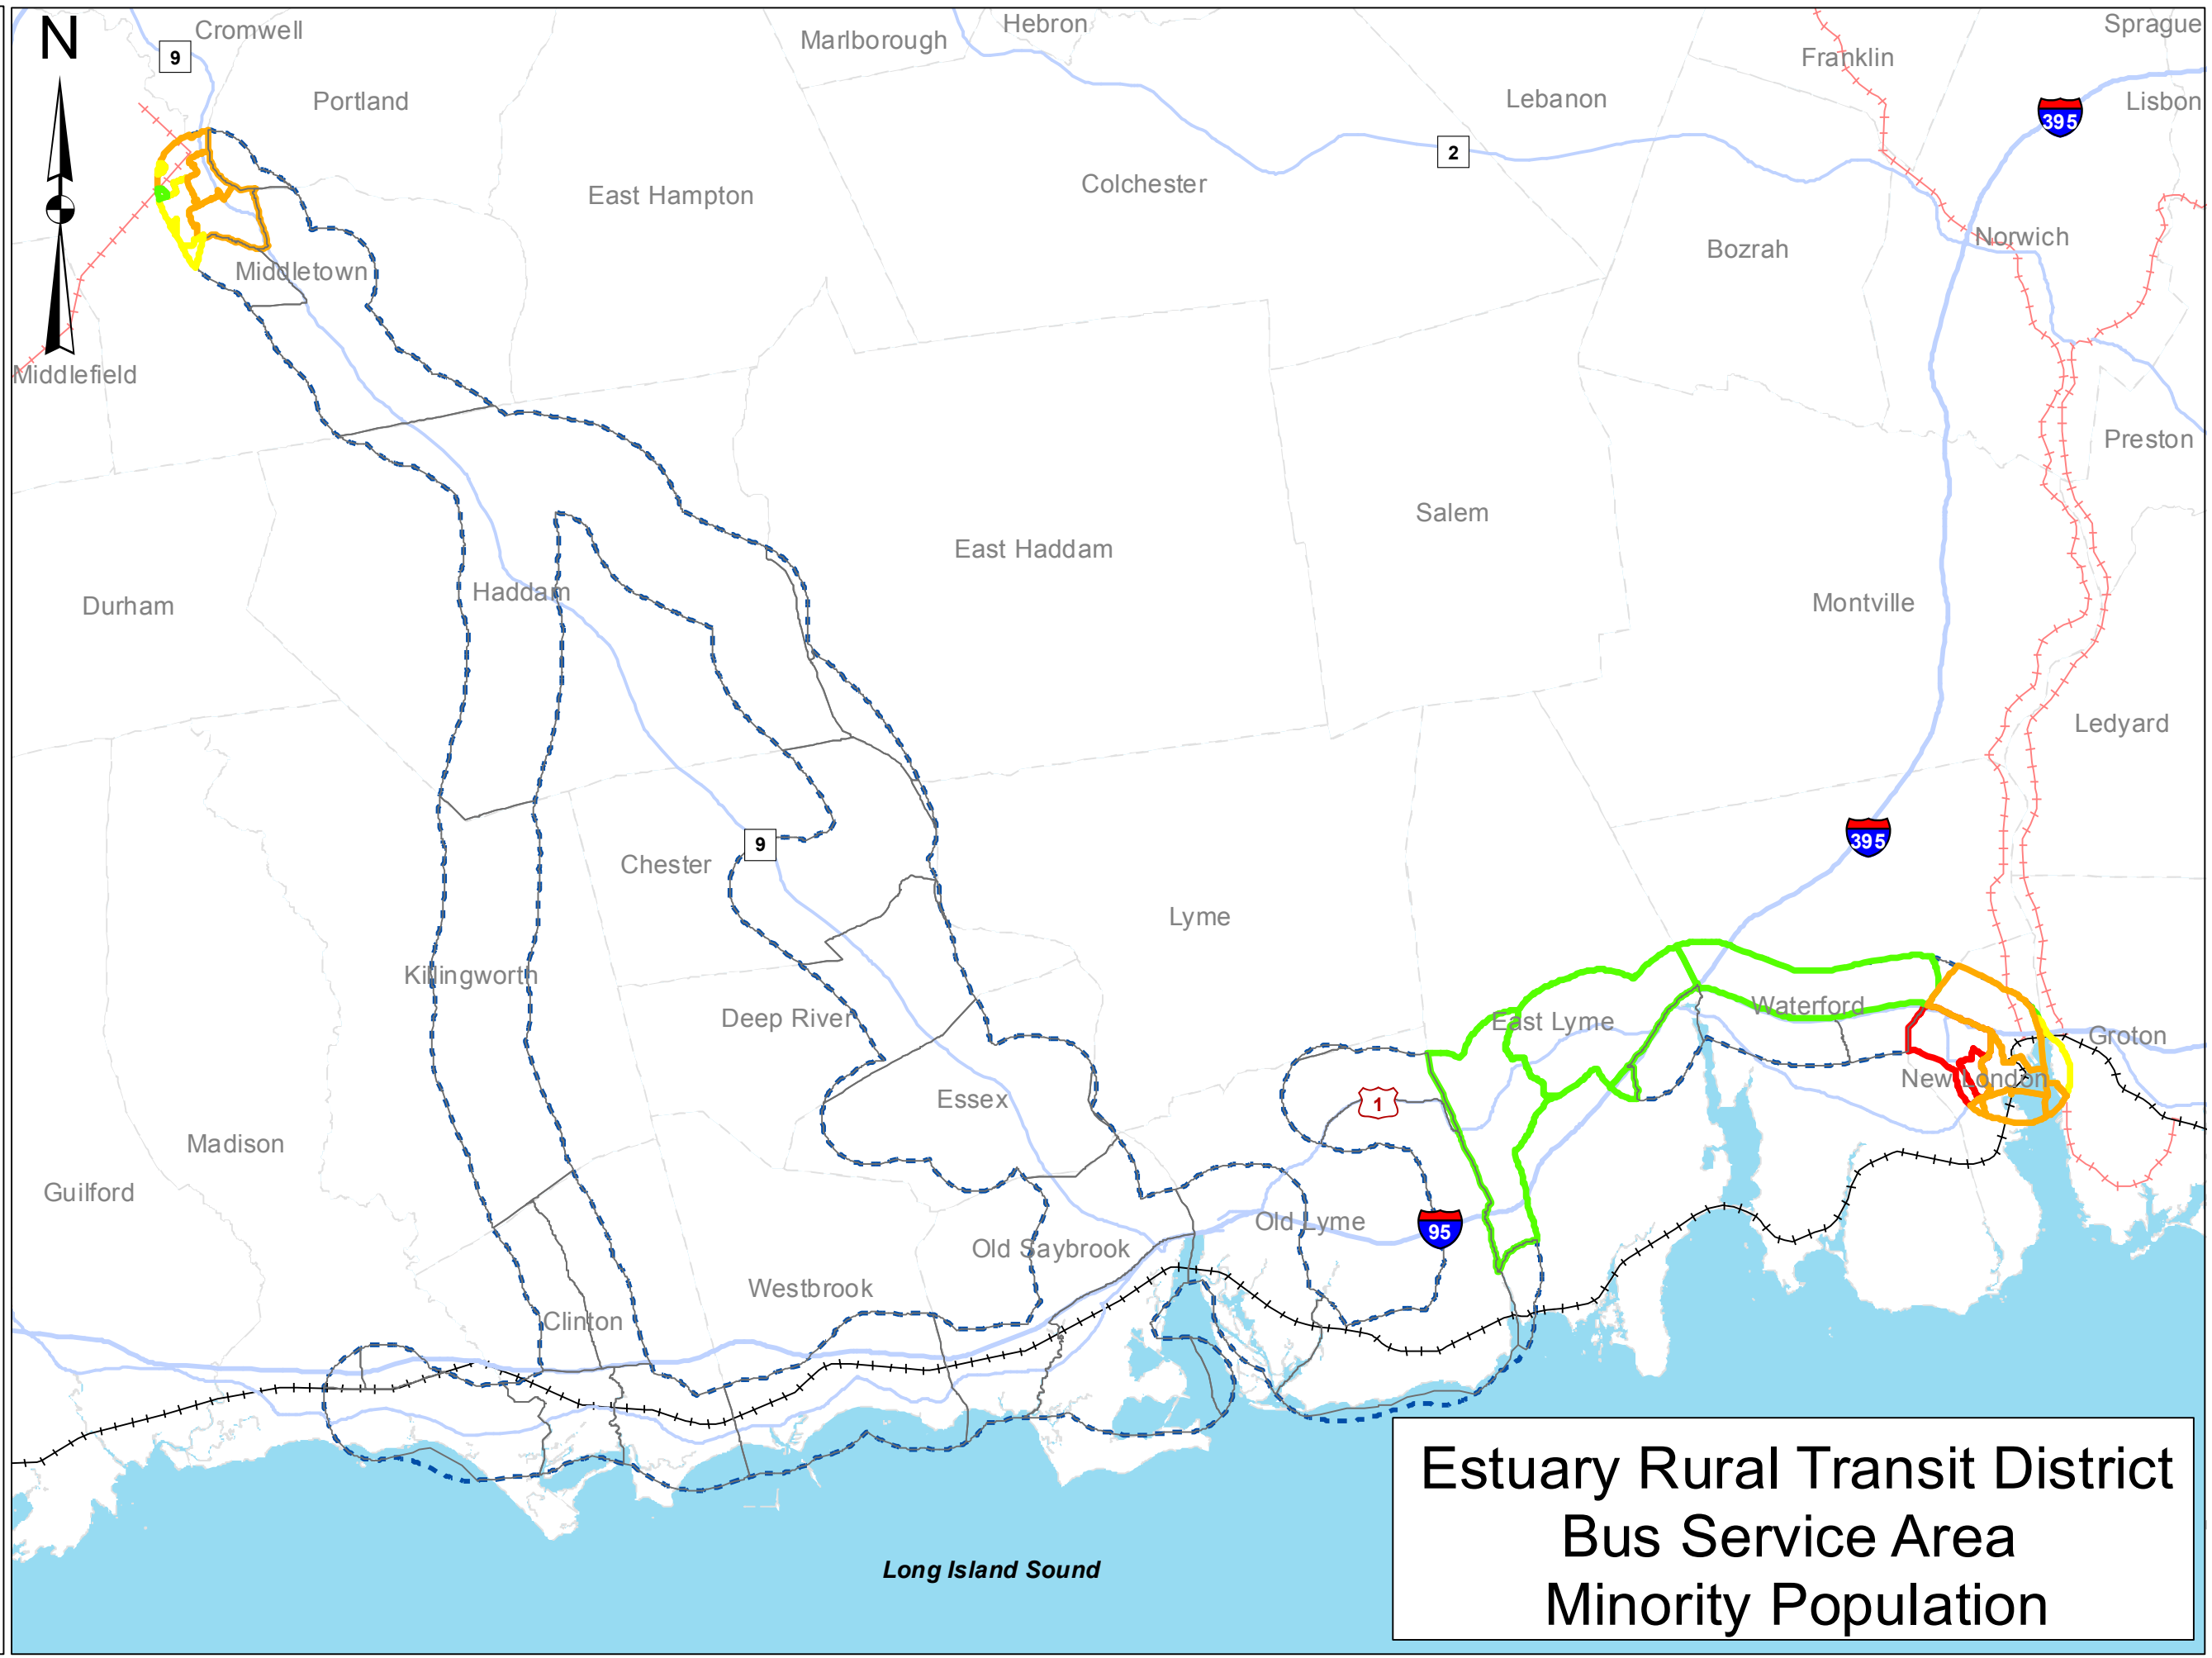 N
Cromwell
9
Portland
Marlborough
Hebron
Sprague
Franklin
Lebanon
Lisbon
395
2
East Hampton
Colchester
Norwich
Bozrah
Middletown
Middlefield
Preston
Salem
East Haddam
Haddam
Durham
Montville
Ledyard
9
395
Chester
Lyme
Killingworth
Deep River
Waterford
East Lyme
Groton
New London
Essex
1
Madison
Guilford
Old Lyme
95
Old Saybrook
Westbrook
Clinton
Long Island Sound
Estuary Rural Transit District
Bus Service Area
Minority Population